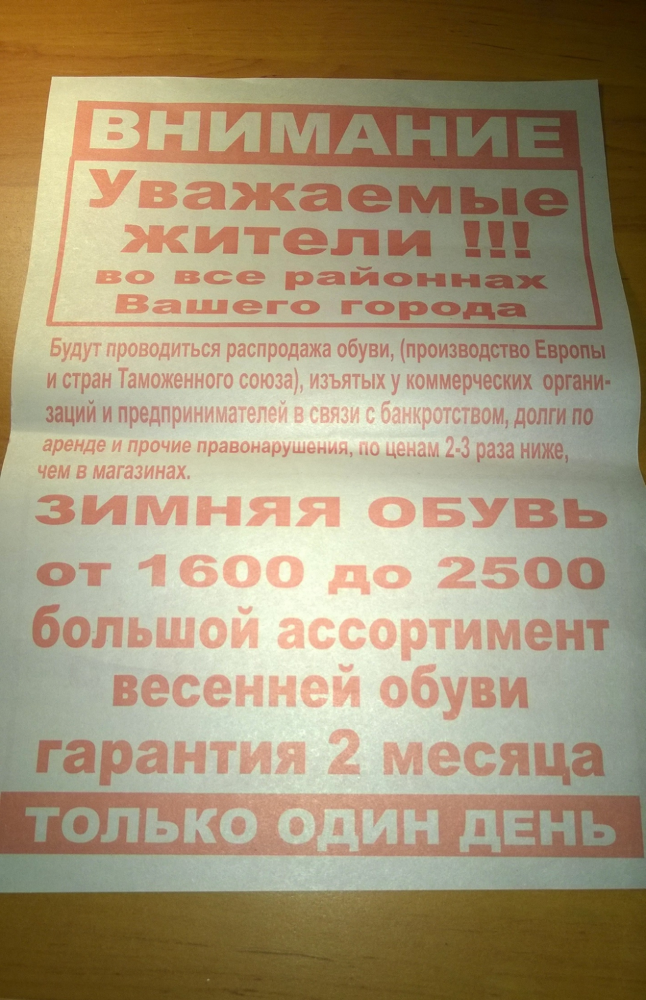 ВНИМАНИЕ
Уважаемые
жители !!!
во все районнах
Вашего города
Будут проводиться распродажа обуви, (производство Европы
и стран Таможенного союза), изъятых у коммерческих органи-
заций и предпринимателей в связи с банкротством, долги по
аренде и прочие правонарушения, по ценам 2-3 раза ниже,
чем в магазинах.
ЗИМНЯЯ ОБУВЬ
от 1600 до 2500
большой ассортимент
весенней обуви
гарантия 2 месяца
ТОЛЬКО ОДИН ДЕНЬ